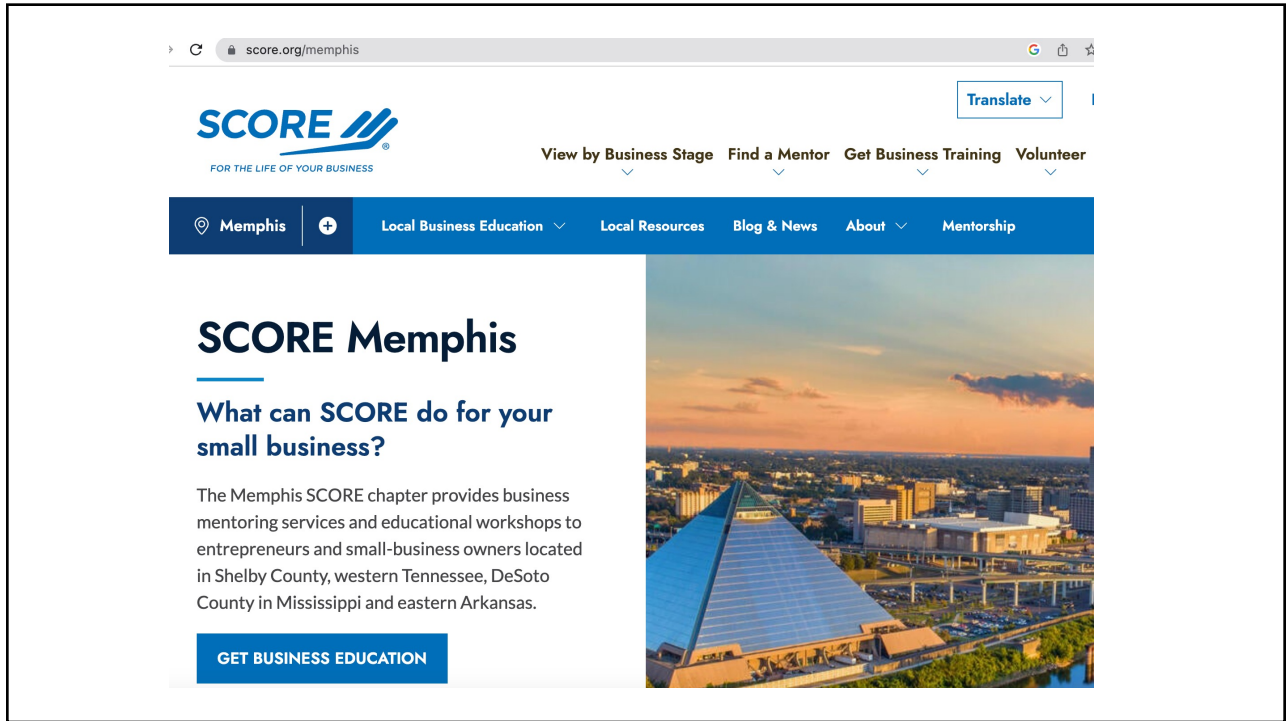 score.org/memphis
Translate
SCORE
®
FOR THE LIFE OF YOUR BUSINESS
View by Business Stage Find a Mentor Get Business Training Volunteer
Memphis Local Business Education Local Resources Blog & News About Mentorship
SCORE Memphis
What can SCORE do for your
small business?
The Memphis SCORE chapter provides business
mentoring services and educational workshops to
entrepreneurs and small-business owners located
in Shelby County, western Tennessee, DeSoto
County in Mississippi and eastern Arkansas.
GET BUSINESS EDUCATION